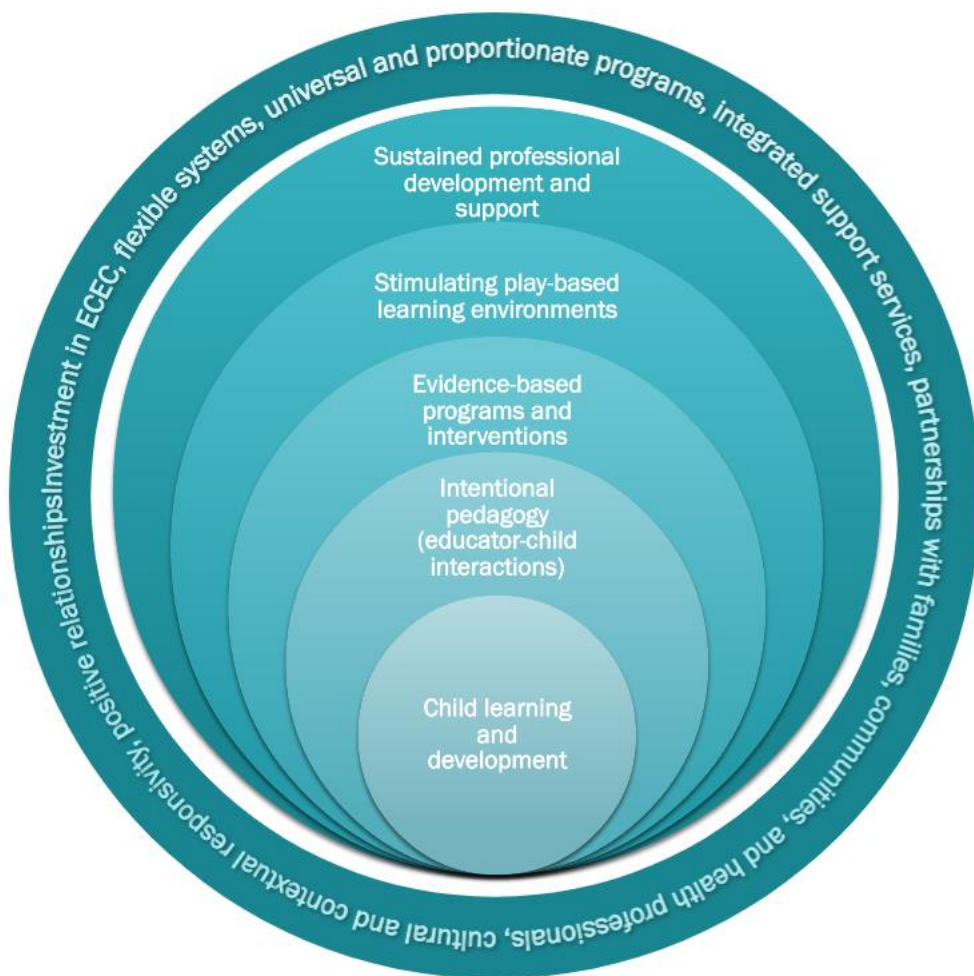 Investment in ECEC, flexible systems, universal and proportionate programs, integrated support services, partnerships with families, communities, and health professionals, cultural and contextual responsivity, positive relationships
Sustained professional
development and
support
Stimulating play-based
learning environments
Evidence-based
programs and
interventions
Intentional
pedagogy
(educator-child
interactions)
Child learning
and
development